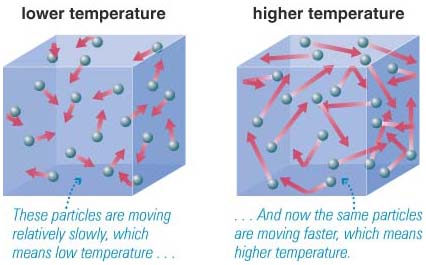 lower temperature
higher temperature
These particles are moving
relatively slowly, which
means low temperature . . .
. . . And now the same particles
are moving faster, which means
higher temperature.